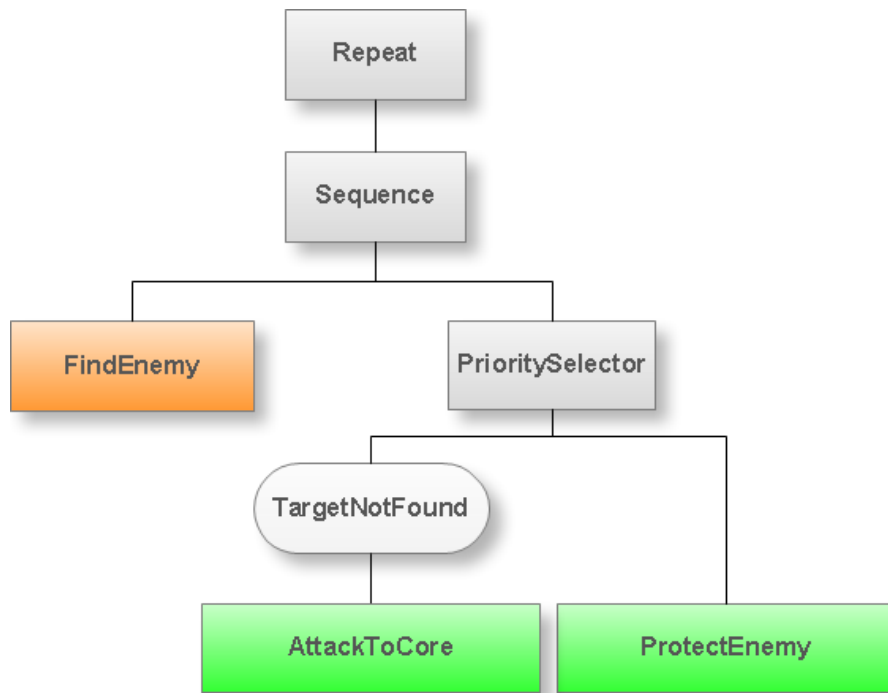 Repeat
Sequence
FindEnemy
PrioritySelector
TargetNotFound
AttackToCore
ProtectEnemy